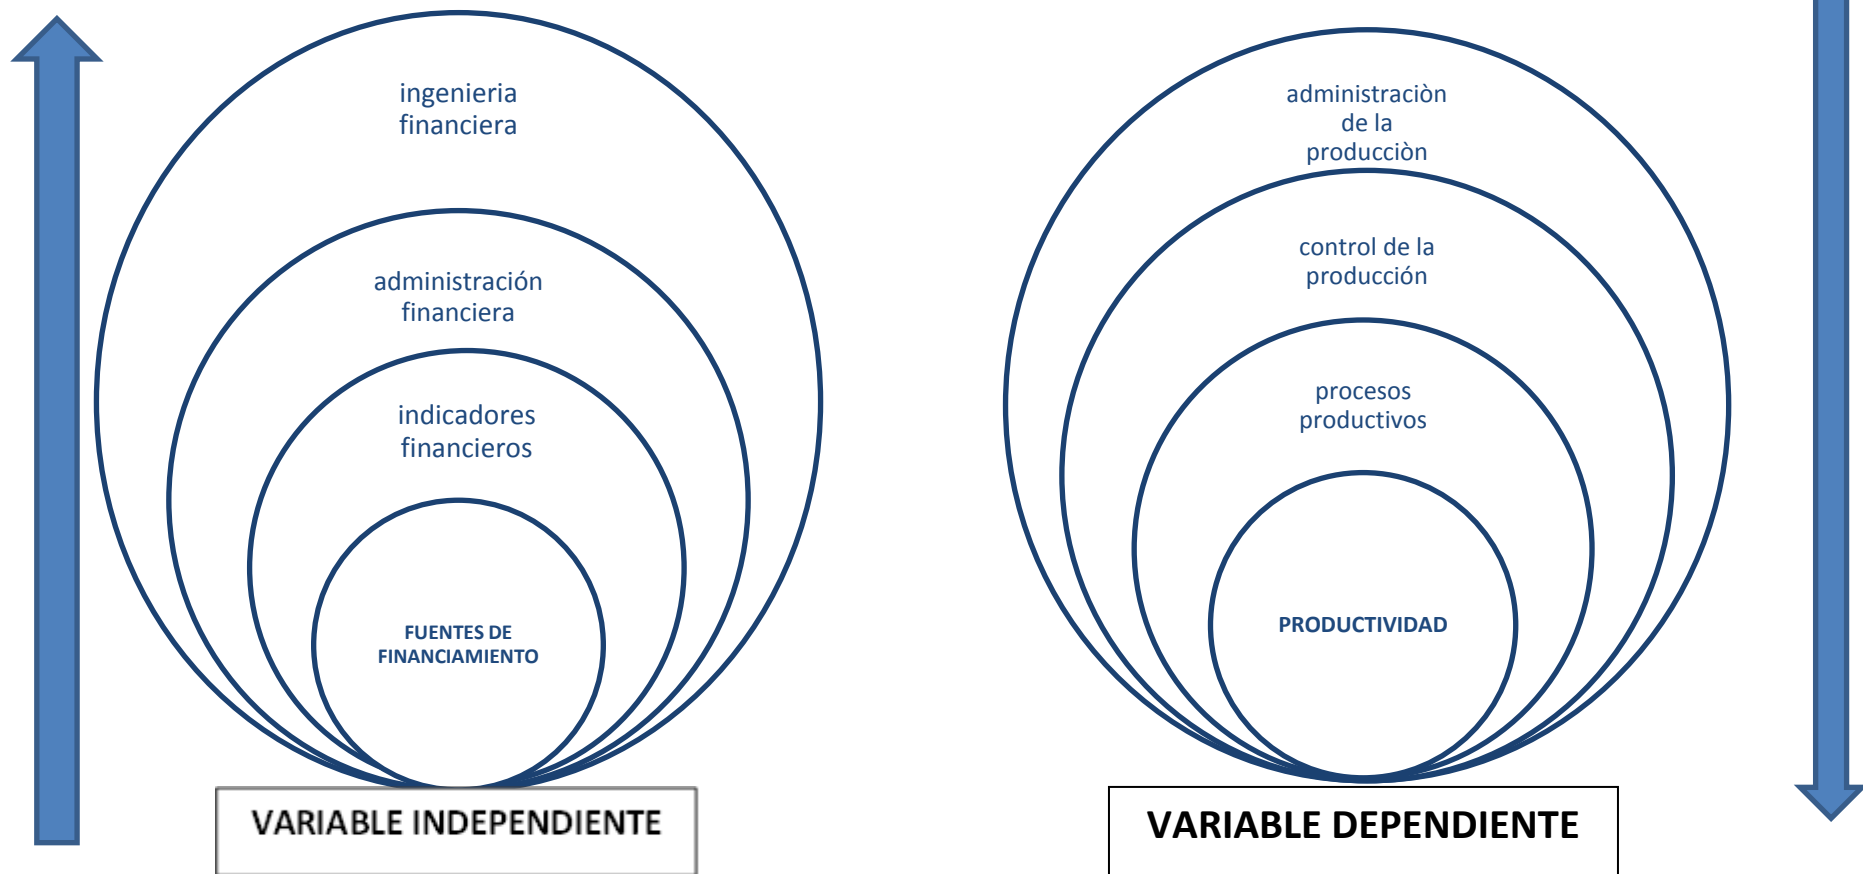 ingenieria
financiera
administración
financiera
indicadores
financieros
FUENTES DE
FINANCIAMIENTO
VARIABLE INDEPENDIENTE
administraciòn
de la
producciòn
control de la
producción
procesos
productivos
PRODUCTIVIDAD
VARIABLE DEPENDIENTE